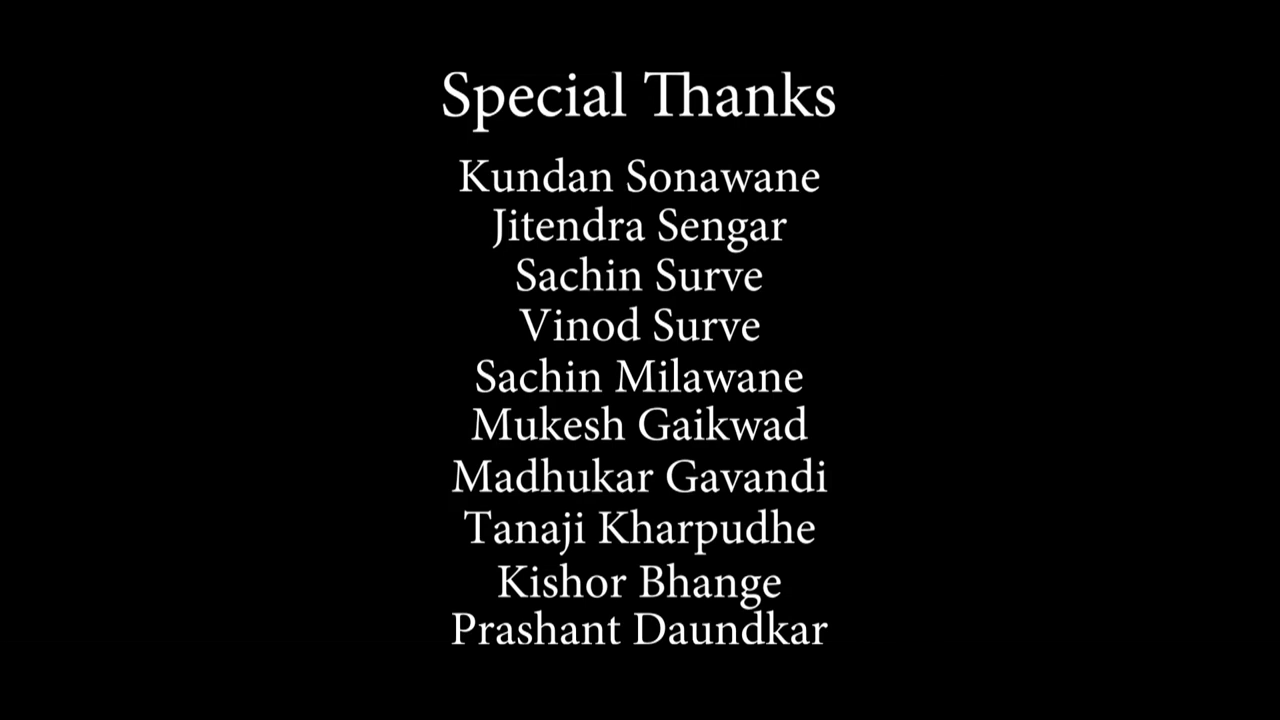 Special Thanks
Kundan Sonawane
Jitendra Sengar
Sachin Surve
Vinod Surve
Sachin Milawane
Mukesh Gaikwad
Madhukar Gavandi
Tanaji Kharpudhe
Kishor Bhange
Prashant Daundkar